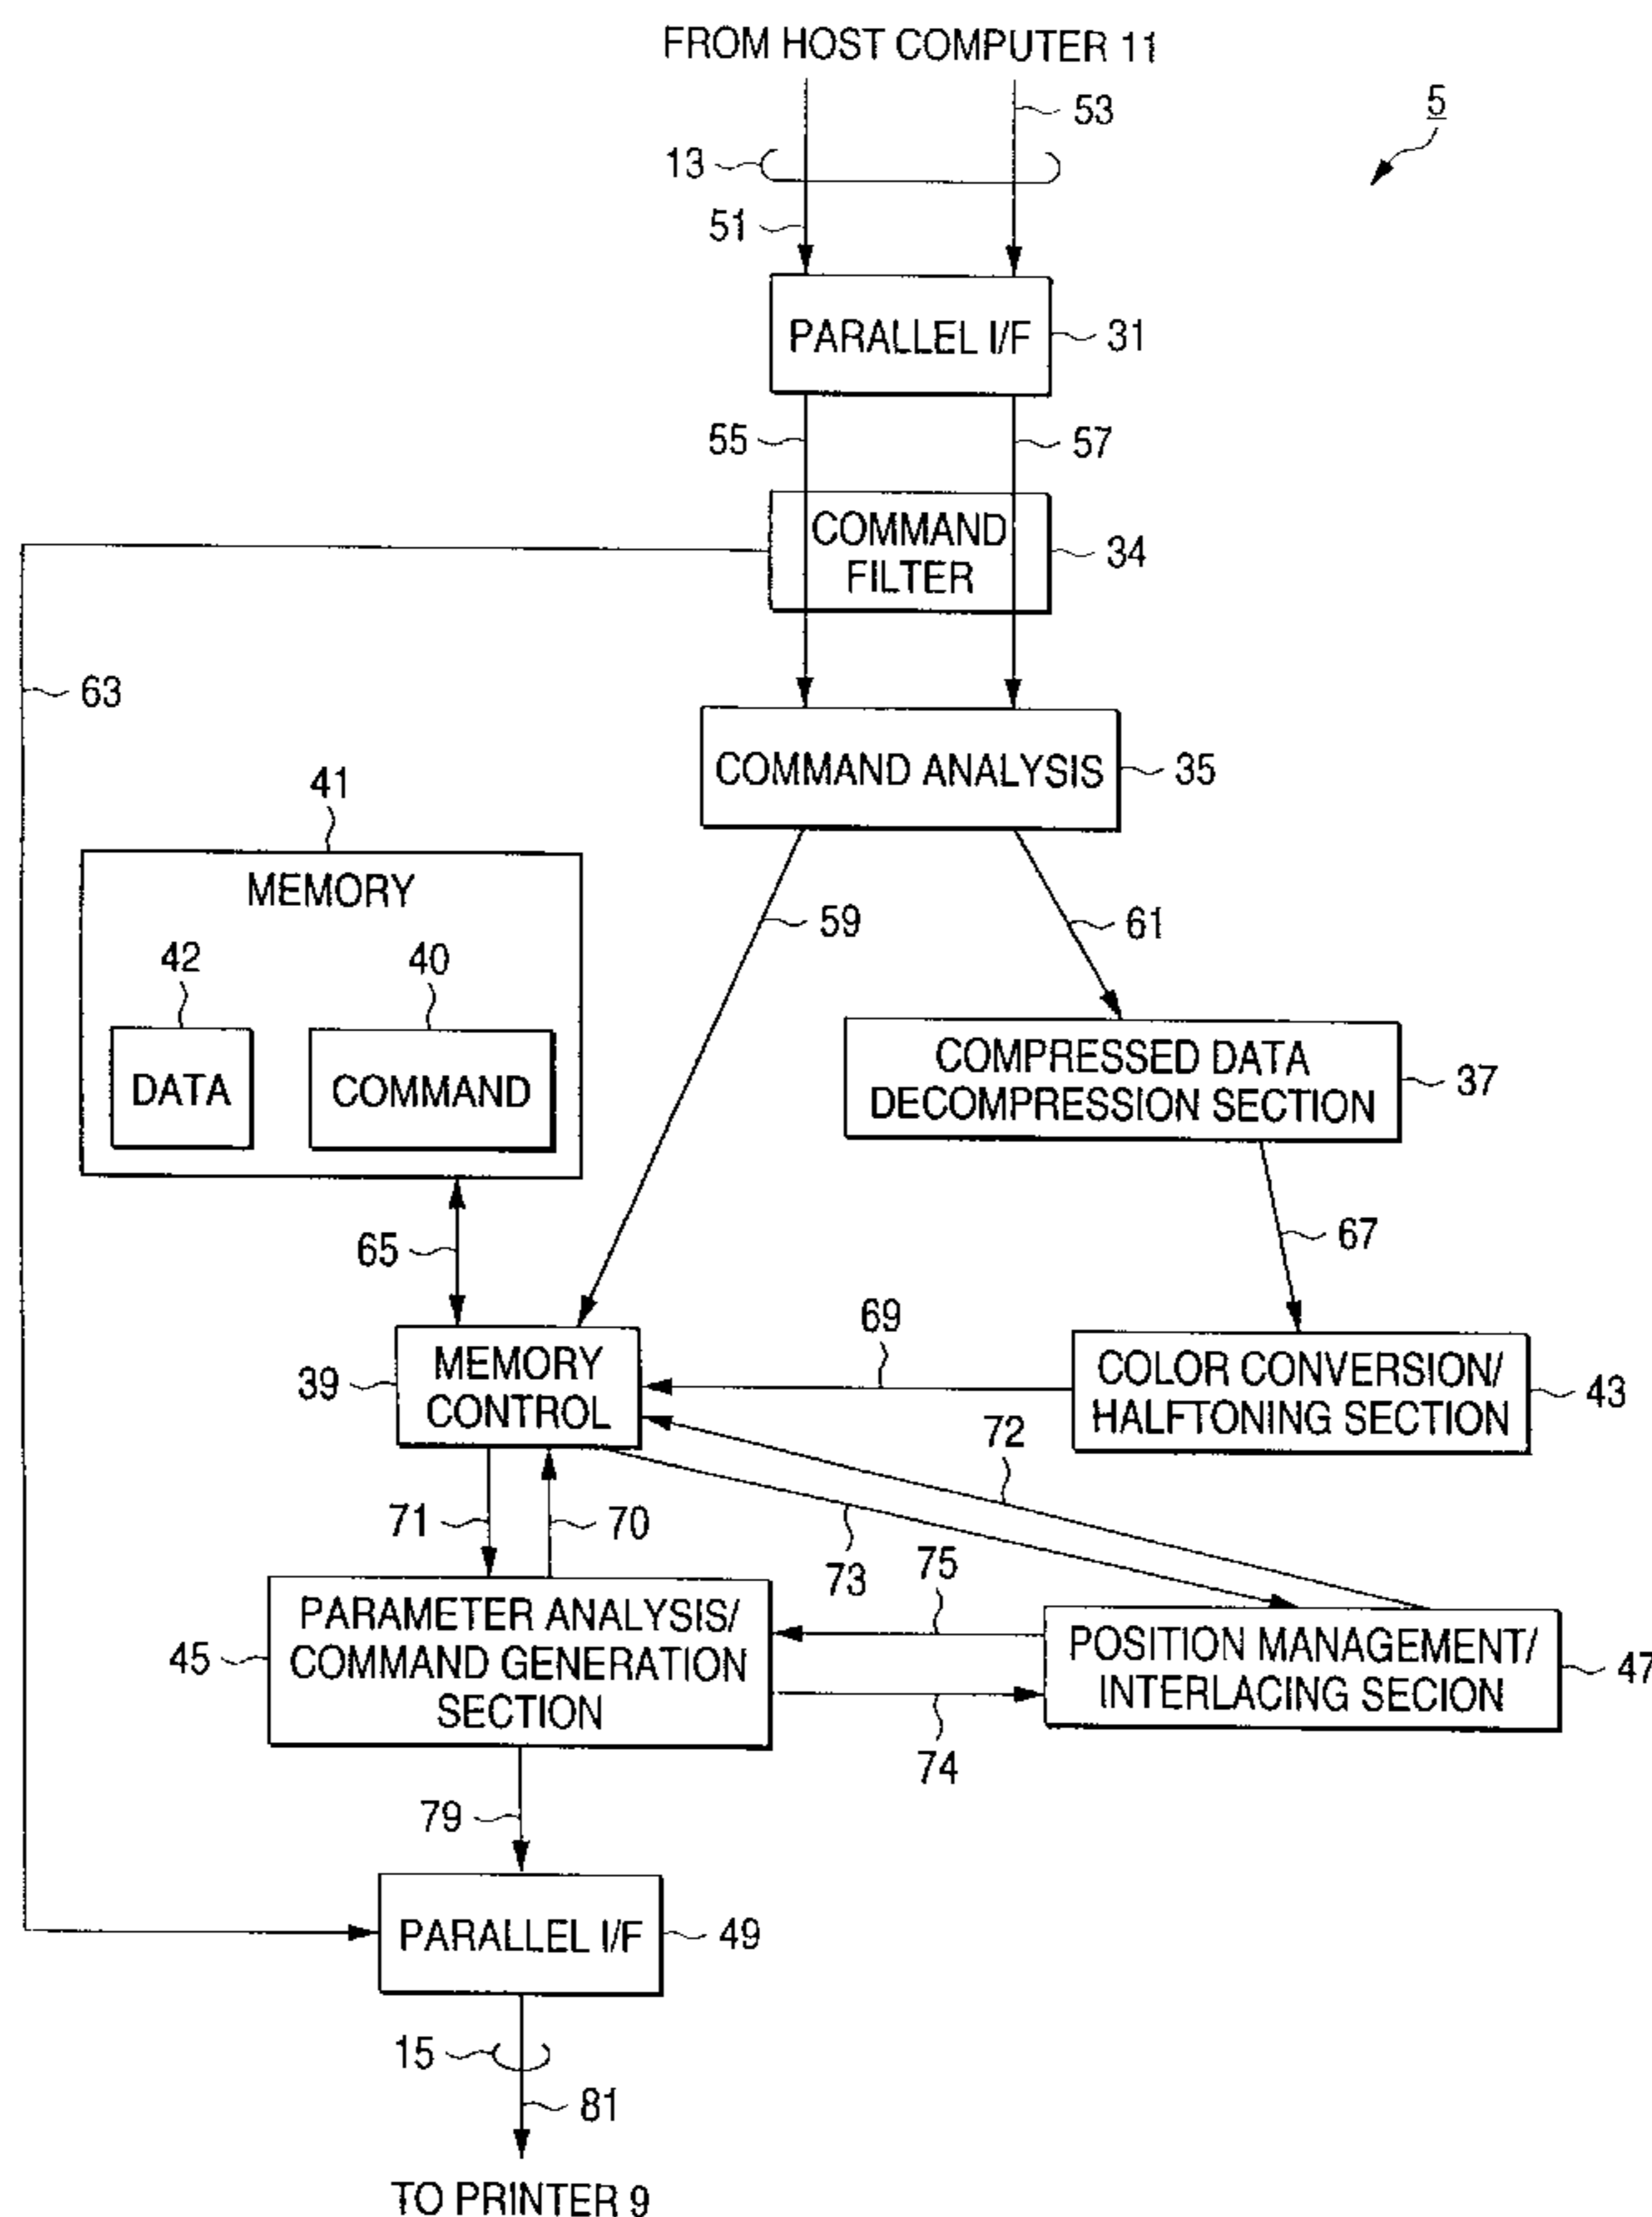 FROM HOST COMPUTER 11
5
53
13
51
PARALLEL I/F
31
55
57
COMMAND
FILTER
34
63
COMMAND ANALYSIS
35
41
MEMORY
59
61
42
40
DATA
COMMAND
COMPRESSED DATA
DECOMPRESSION SECTION
37
65
67
69
39
MEMORY
CONTROL
COLOR CONVERSION/
HALFTONING SECTION
43
72
71
70
73
75
45
PARAMETER ANALYSIS/
COMMAND GENERATION
SECTION
POSITION MANAGEMENT/
INTERLACING SECION
47
74
79
PARALLEL I/F
49
15
81
TO PRINTER 9